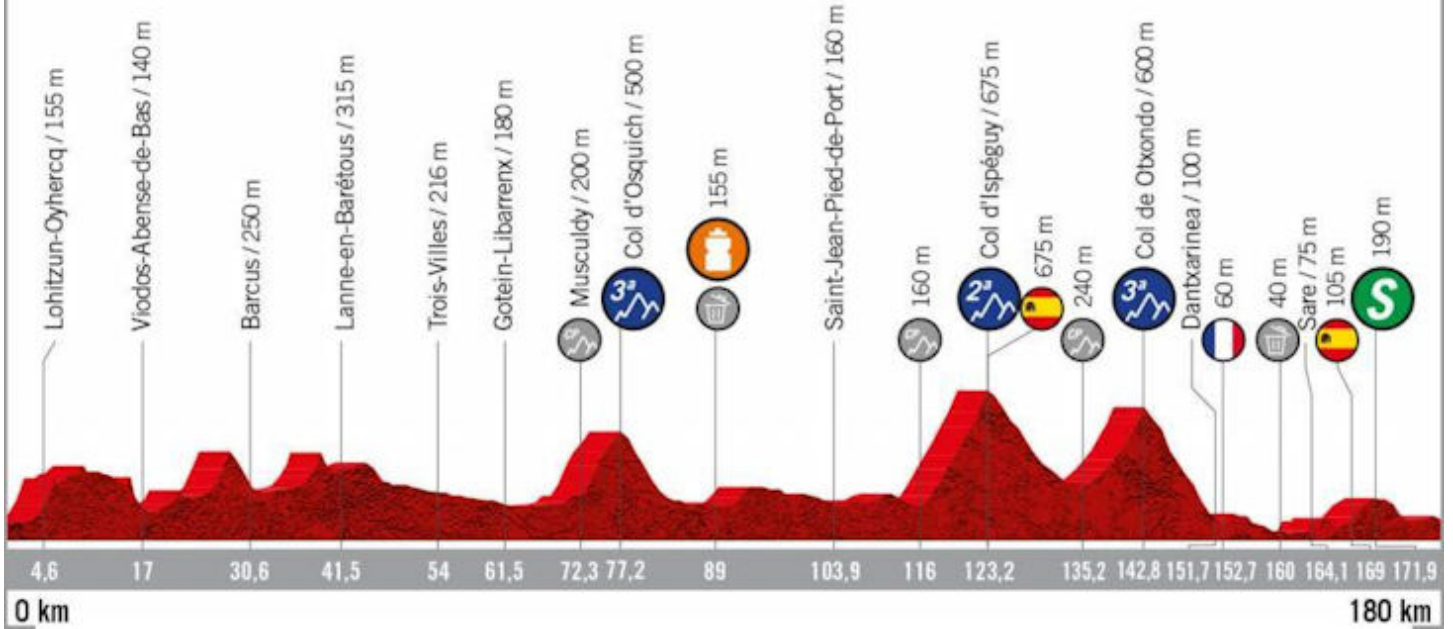 Lohitzun-Oyhercq / 155 m
Viodos-Abense-de-Bas / 140 m
Barcus / 250 m
Lanne-en-Barétous / 315 m
Trois-Villes / 216 m
Gotein-Libarrenx / 180 m
Musculdy / 200 m
Col d'Osquich / 500 m
155 m
Saint-Jean-Pied-de-Port / 160 m
160 m
Col d'Ispéguy / 675 m
675 m
240 m
Col de Otxondo / 600 m
Dantxarinea / 100 m
60 m
40 m
Sare / 75 m
105 m
190 m
CP
3ª
CP
2ª
CP
3ª
S
4,6 17 30,6 41,5 54 61,5 72,3 77,2 89 103,9 116 123,2 135,2 142,8 151,7 152,7 160 164,1 169 171,9
0 km 180 km